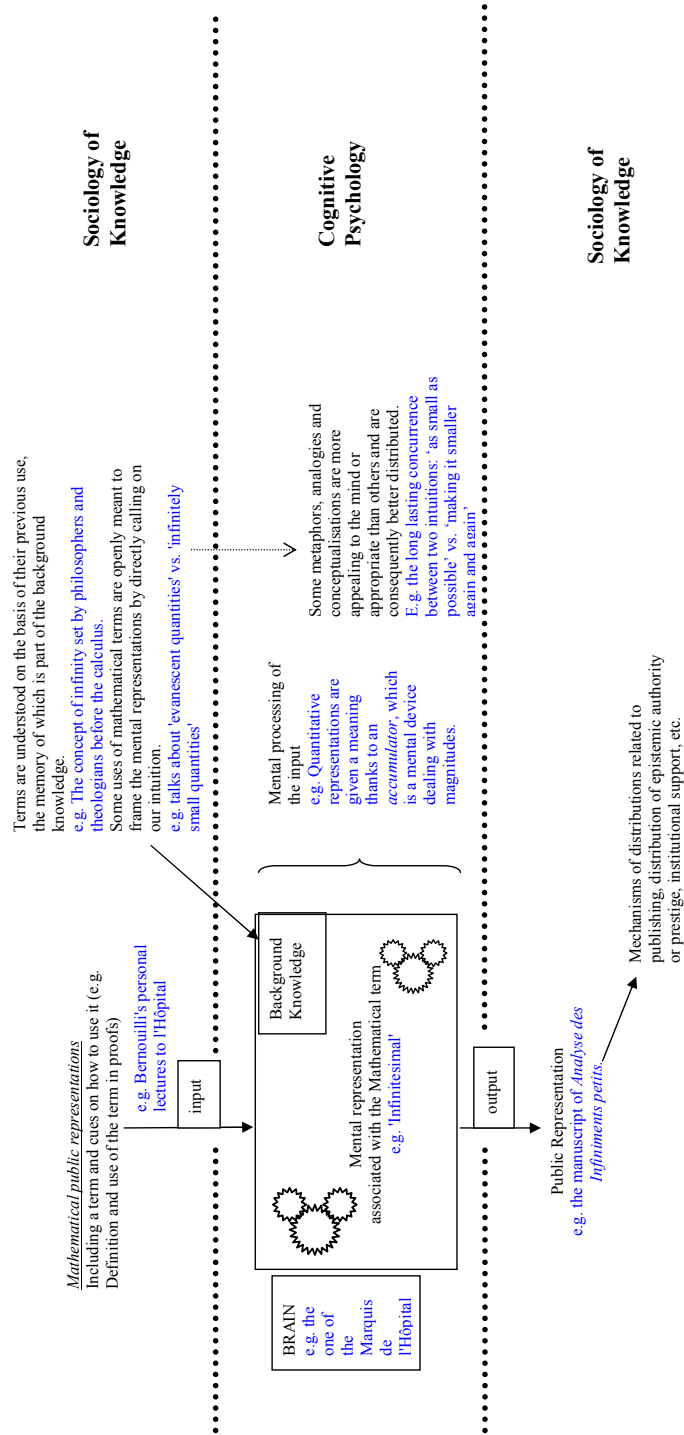 Mathematical public representations
Including a term and cues on how to use it (e.g.
Definition and use of the term in proofs)
e.g. Bernouilli's personal
lectures to l'Hôpital
input
Terms are understood on the basis of their previous use,
the memory of which is part of the background
knowledge.
e.g. The concept of infinity set by philosophers and
theologians before the calculus.
Some uses of mathematical terms are openly meant to
frame the mental representations by directly calling on
our intuition.
e.g. talks about 'evanescent quantities' vs. 'infinitely
small quantities'
Sociology of
Knowledge
BRAIN
e.g. the
one of
the
Marquis
de
l'Hôpital
Background
Knowledge
Mental representation
associated with the Mathematical term
e.g. 'Infinitesimal'
Mental processing of
the input
e.g. Quantitative
representations are
given a meaning
thanks to an
accumulator, which
is a mental device
dealing with
magnitudes.
Some metaphors, analogies and
conceptualisations are more
appealing to the mind or
appropriate than others and are
consequently better distributed.
E.g. the long lasting concurrence
between two intuitions: ‘as small as
possible’ vs. ‘making it smaller
again and again’
Cognitive
Psychology
output
Public Representation
e.g. the manuscript of Analyse des
Infiniments petits.
Mechanisms of distributions related to
publishing, distribution of epistemic authority
or prestige, institutional support, etc.
Sociology of
Knowledge